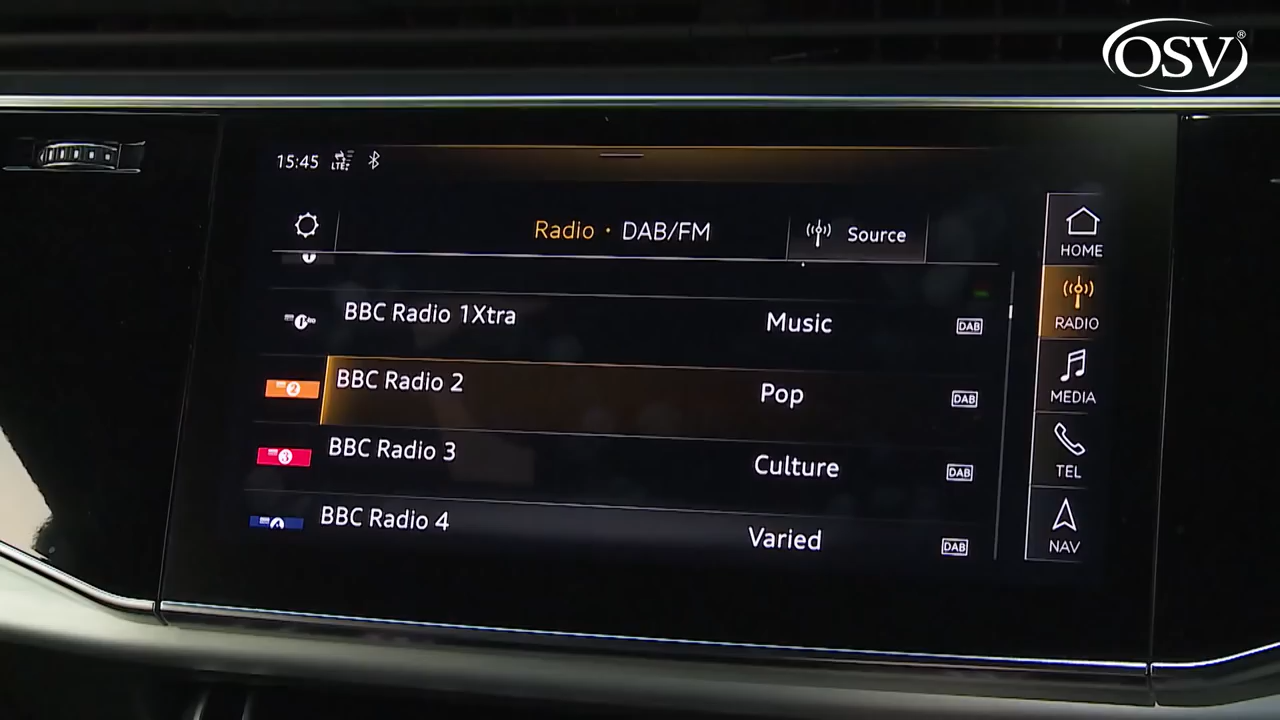 OSV®
15:45 LTE
Radio · DAB/FM
Source
HOME
BBC Radio 1Xtra Music DAB
RADIO
BBC Radio 2 Pop DAB
MEDIA
BBC Radio 3 Culture DAB
TEL
BBC Radio 4 Varied DAB
NAV